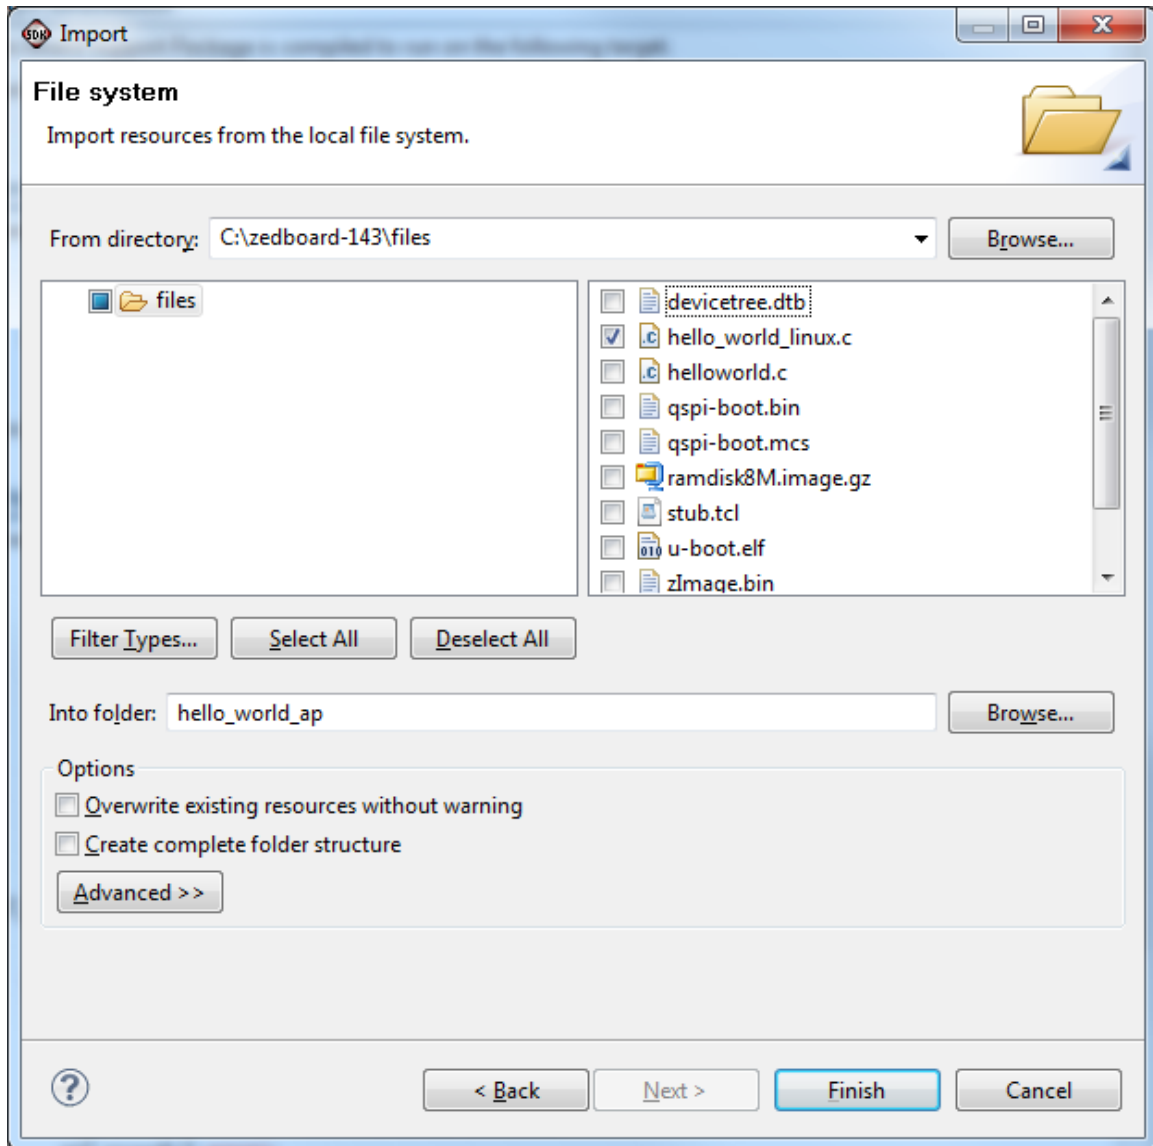 SDK Import
File system
Import resources from the local file system.
From directory: C:\zedboard-143\files Browse...
files
devicetree.dtb
hello_world_linux.c
.c helloworld.c
qspi-boot.bin
qspi-boot.mcs
ramdisk8M.image.gz
stub.tcl
010 u-boot.elf
zImage.bin
Filter Types... Select All Deselect All
Into folder: hello_world_ap Browse...
Options
Overwrite existing resources without warning
Create complete folder structure
Advanced >>
< Back Next > Finish Cancel